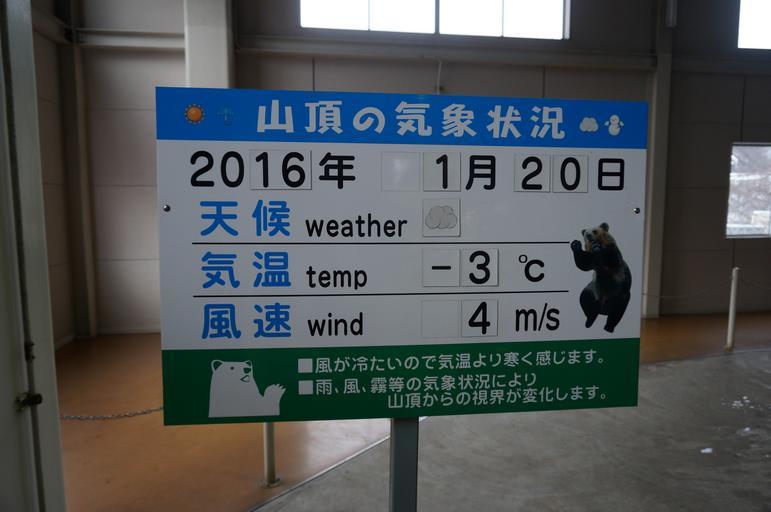 山頂の気象状況
2016年 1月20日
天候 weather
気温 temp -3 ℃
風速 wind 4 m/s
■風が冷たいので気温より寒く感じます。
■雨、風、霧等の気象状況により
山頂からの視界が変化します。